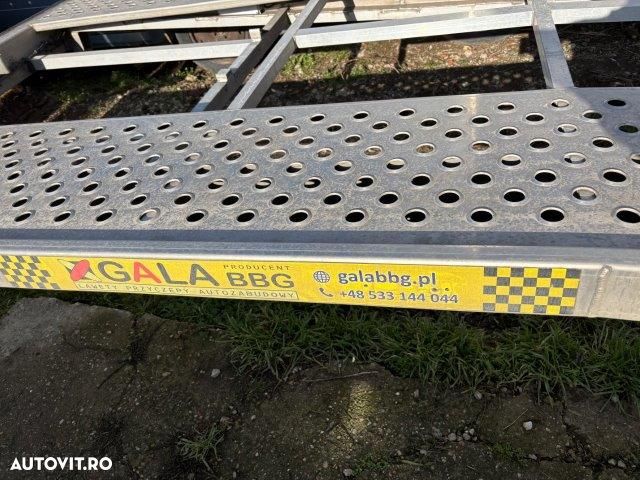 GALA PRODUCENT BBG
LAWETY PRZYCZEPY AUTOZABUDOWY
galabbg.pl
+48 533 144 044
AUTOVIT.RO